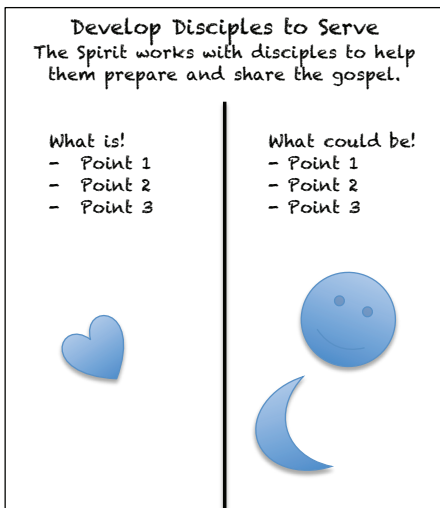 Develop Disciples to Serve
The Spirit works with disciples to help
them prepare and share the gospel.
What is!
- Point 1
- Point 2
- Point 3
What could be!
- Point 1
- Point 2
- Point 3